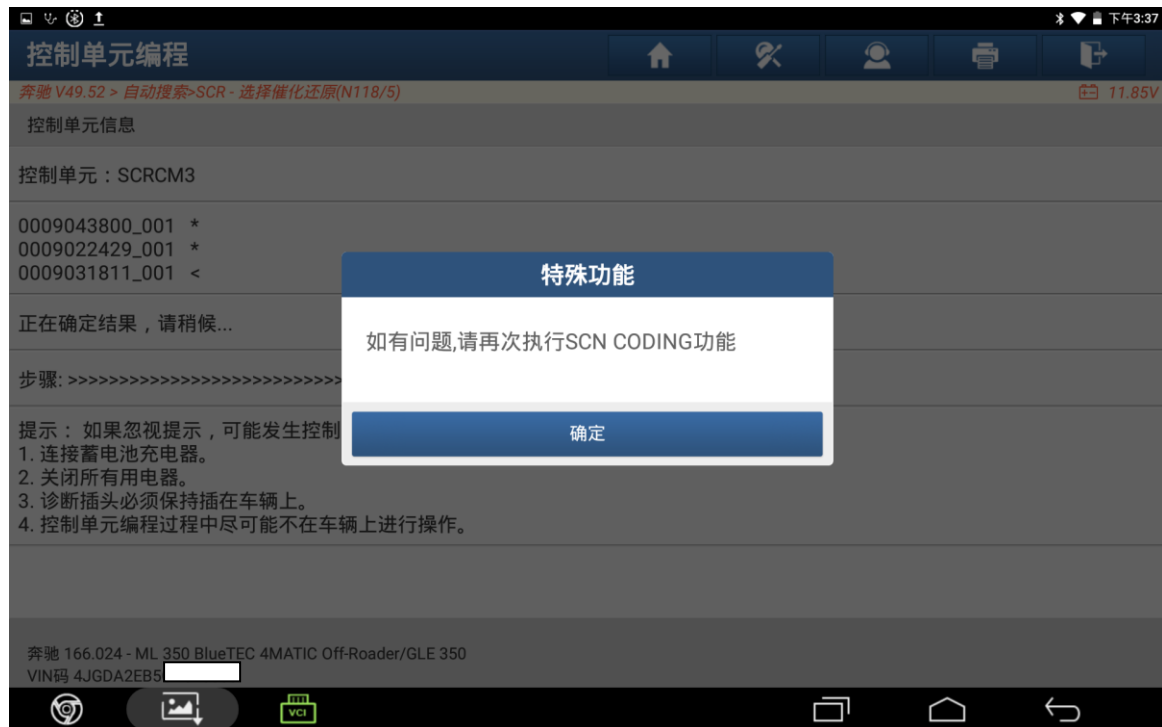 下午3:37
控制单元编程
奔驰 V49.52 > 自动搜索>SCR - 选择催化还原(N118/5)
11.85V
控制单元信息
控制单元：SCRCM3
0009043800_001 *
0009022429_001 *
0009031811_001 <
特殊功能
正在确定结果，请稍候...
如有问题,请再次执行SCN CODING功能
步骤: >>>>>>>>>>>>>>>>>>>>>>>>>>>
提示： 如果忽视提示，可能发生控制
确定
1. 连接蓄电池充电器。
2. 关闭所有用电器。
3. 诊断插头必须保持插在车辆上。
4. 控制单元编程过程中尽可能不在车辆上进行操作。
奔驰 166.024 - ML 350 BlueTEC 4MATIC Off-Roader/GLE 350
VIN码 4JGDA2EB5
VCI